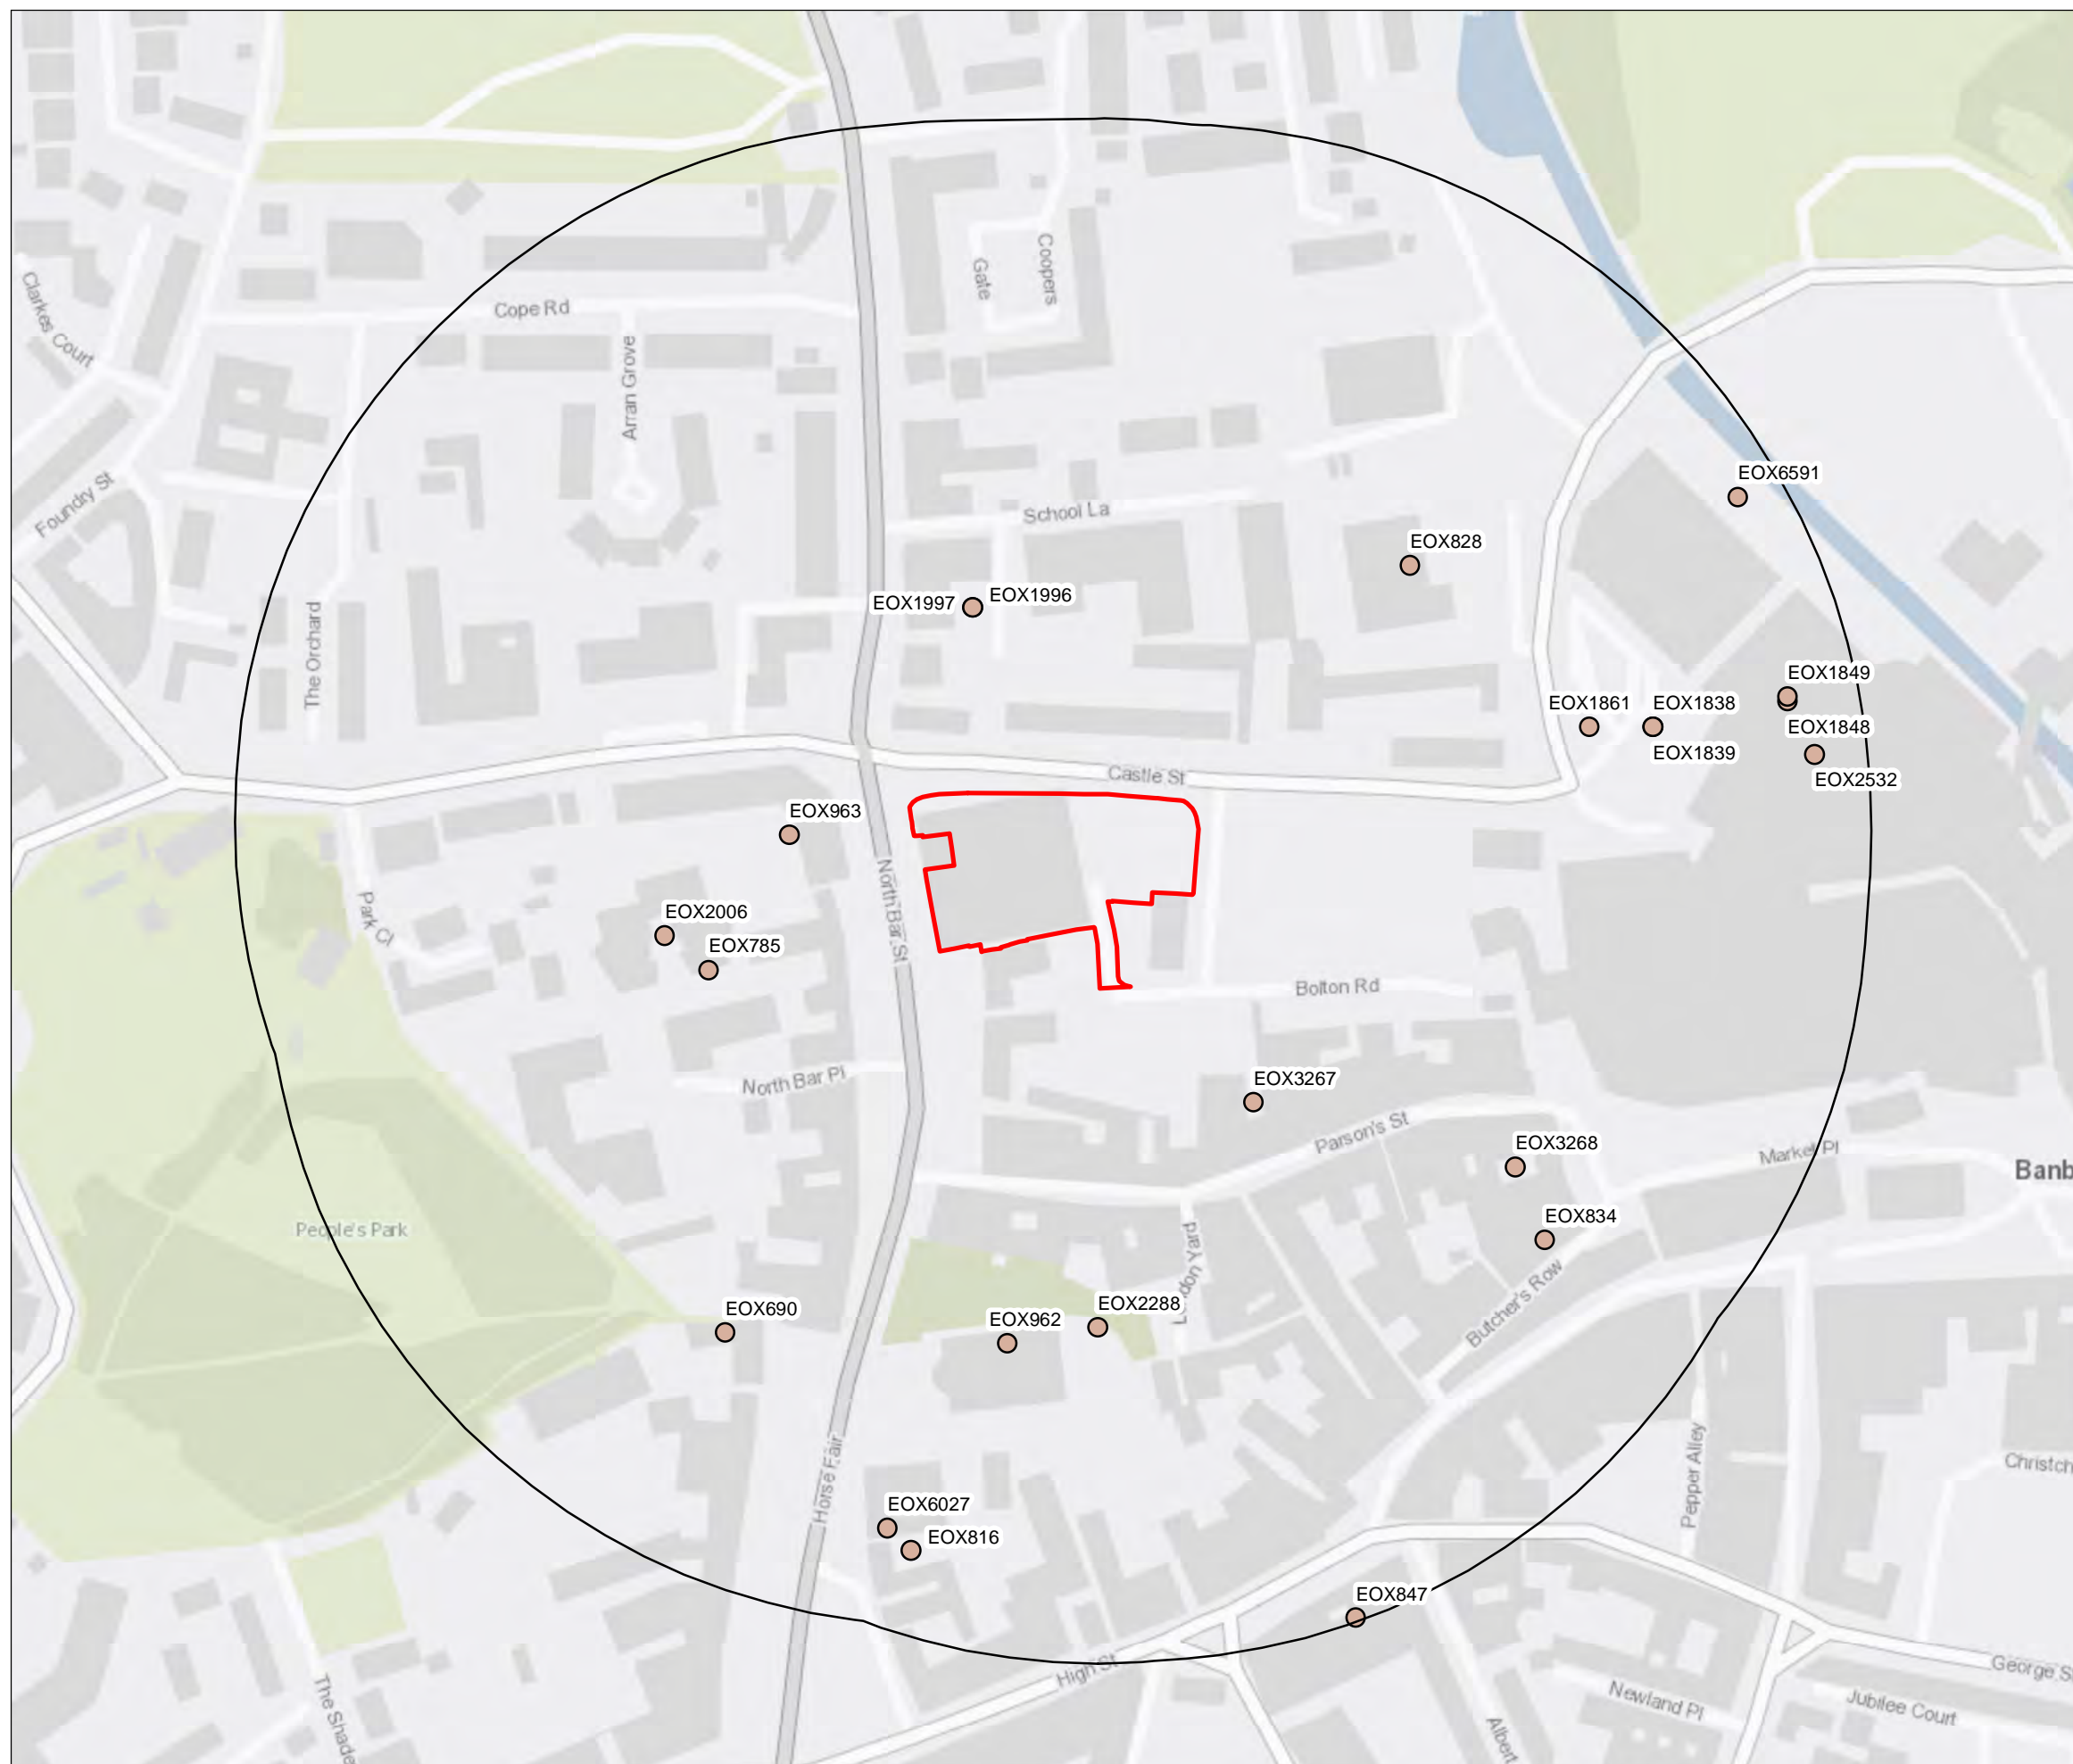 Coopers
Gate
Clarkes Court
Cope Rd
Arran Grove
EOX6591
Foundry St
School La
EOX828
EOX1997
EOX1996
The Orchard
EOX1849
EOX1861
EOX1838
EOX1848
EOX1839
Castle St
EOX2532
EOX963
North Bar St
Park Cl
EOX2006
EOX785
Bolton Rd
North Bar Pl
EOX3267
Parson's St
EOX3268
Market Pl
Banb
EOX834
People's Park
London Yard
EOX690
EOX962
EOX2288
Butcher's Row
Horse Fair
Pepper Alley
Christch
EOX6027
EOX816
EOX847
High St
George S
The Shade
Newland Pl
Jubilee Court
Albert